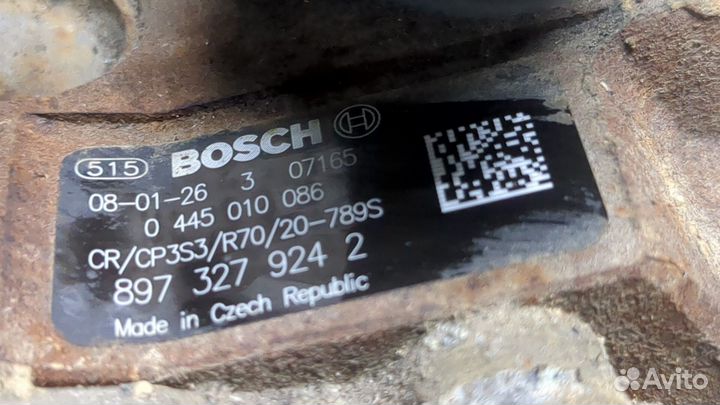 515 BOSCH
08-01-26 3 07165
0 445 010 086
CR/CP3S3/R70/20-789S
897 327 924 2
Made in Czech Republic
Avito